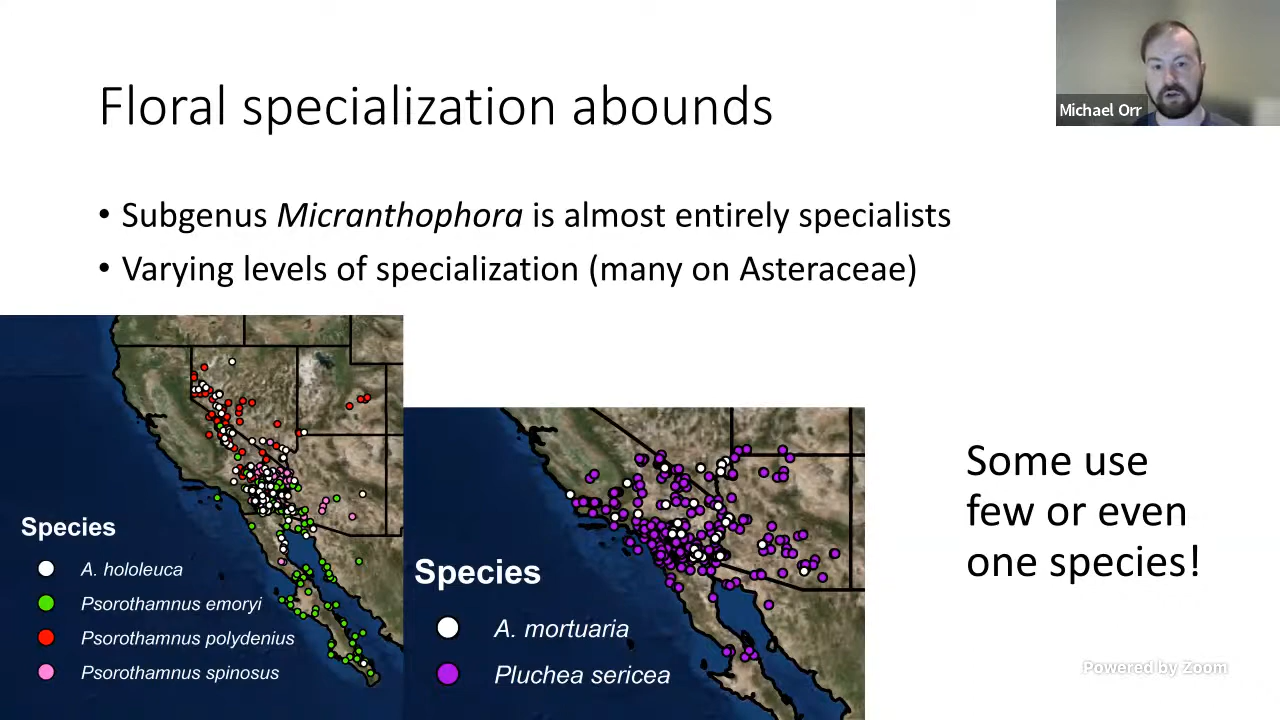 Floral specialization abounds
Michael Orr
• Subgenus Micranthophora is almost entirely specialists
• Varying levels of specialization (many on Asteraceae)
Species
A. hololeuca
Psorothamnus emoryi
Psorothamnus polydenius
Psorothamnus spinosus
Species
A. mortuaria
Pluchea sericea
Some use
few or even
one species!
Powered by Zoom